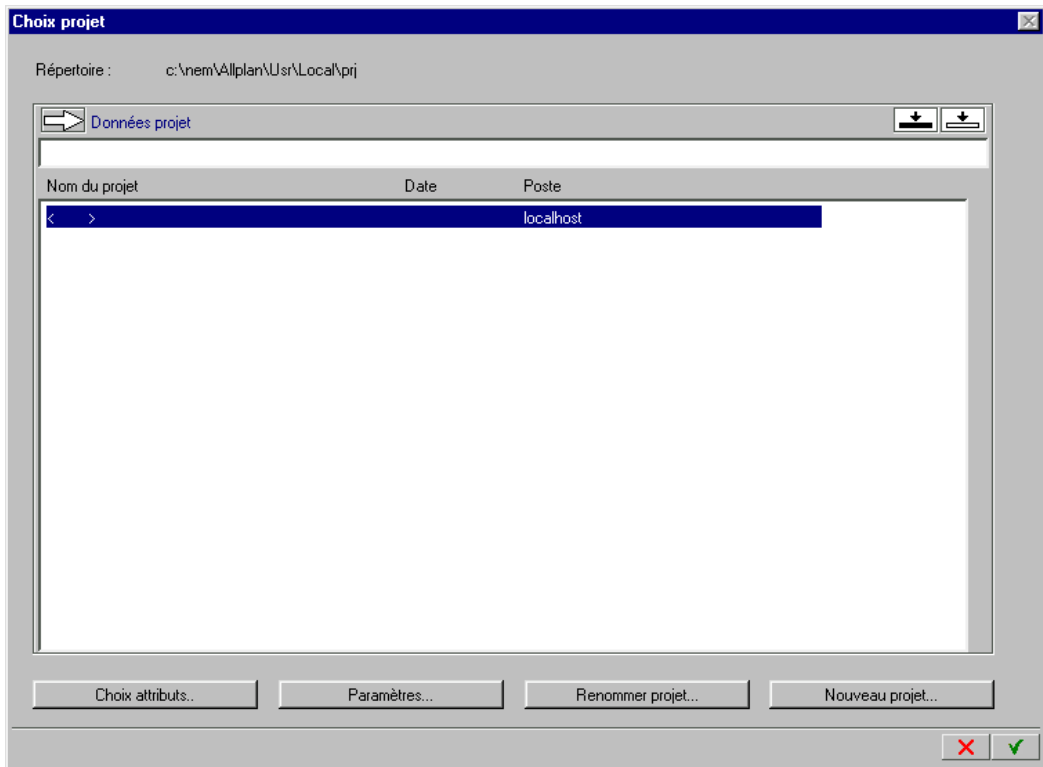 Choix projet
Répertoire : c:\nem\Allplan\Usr\Local\prj
Données projet
Nom du projet Date Poste
< > localhost
Choix attributs.. Paramètres... Renommer projet... Nouveau projet...